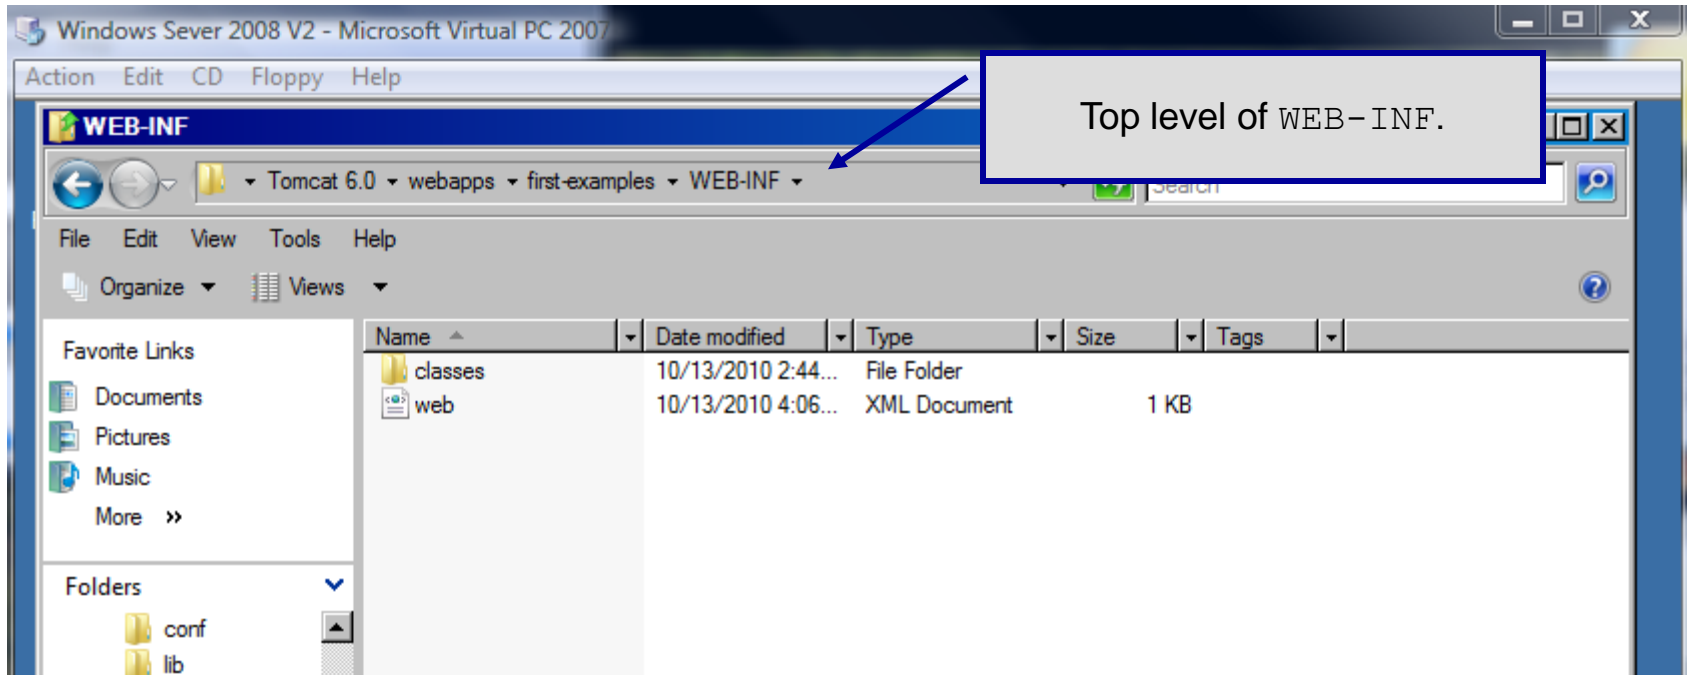 Windows Sever 2008 V2 - Microsoft Virtual PC 2007
Action Edit CD Floppy Help
Top level of WEB-INF.
WEB-INF
Tomcat 6.0 webapps first-examples WEB-INF
Search
File Edit View Tools Help
Organize Views
Favorite Links
Documents
Pictures
Music
More »
Folders
conf
lib
Name Date modified Type Size Tags
classes 10/13/2010 2:44... File Folder
web 10/13/2010 4:06... XML Document 1 KB